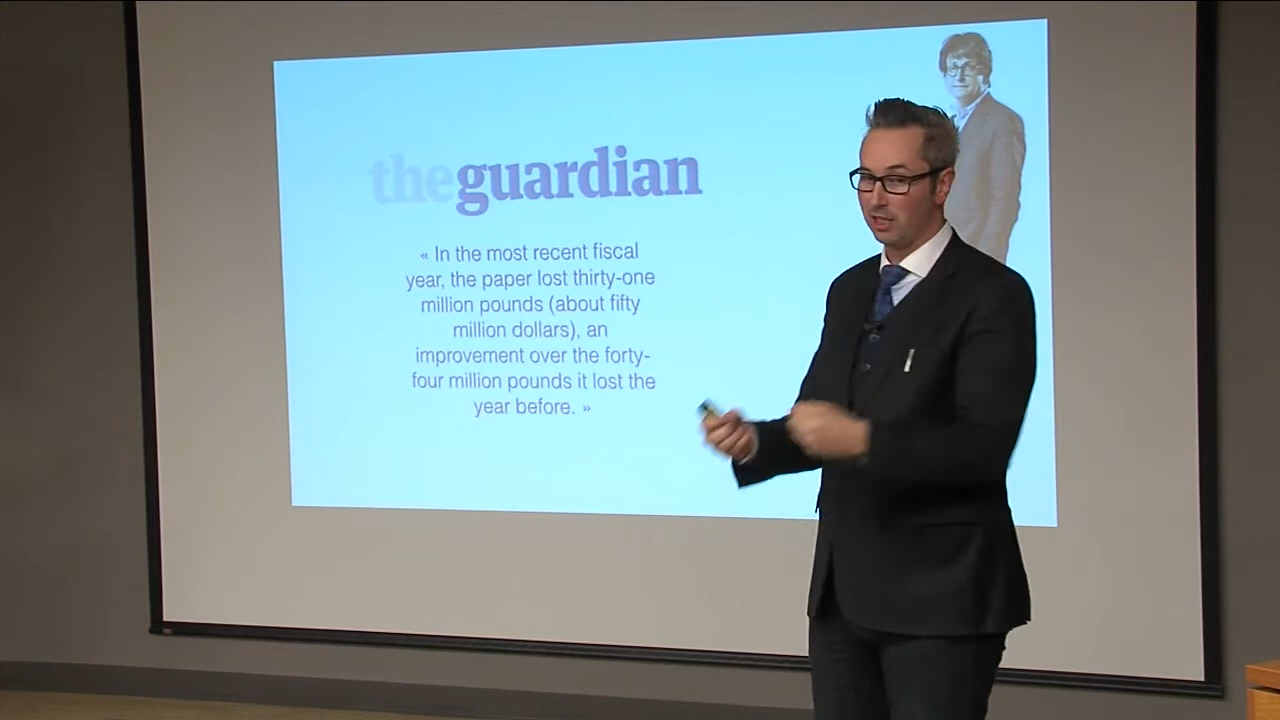 theguardian
« In the most recent fiscal
year, the paper lost thirty-one
million pounds (about fifty
million dollars), an
improvement over the forty-
four million pounds it lost the
year before. »